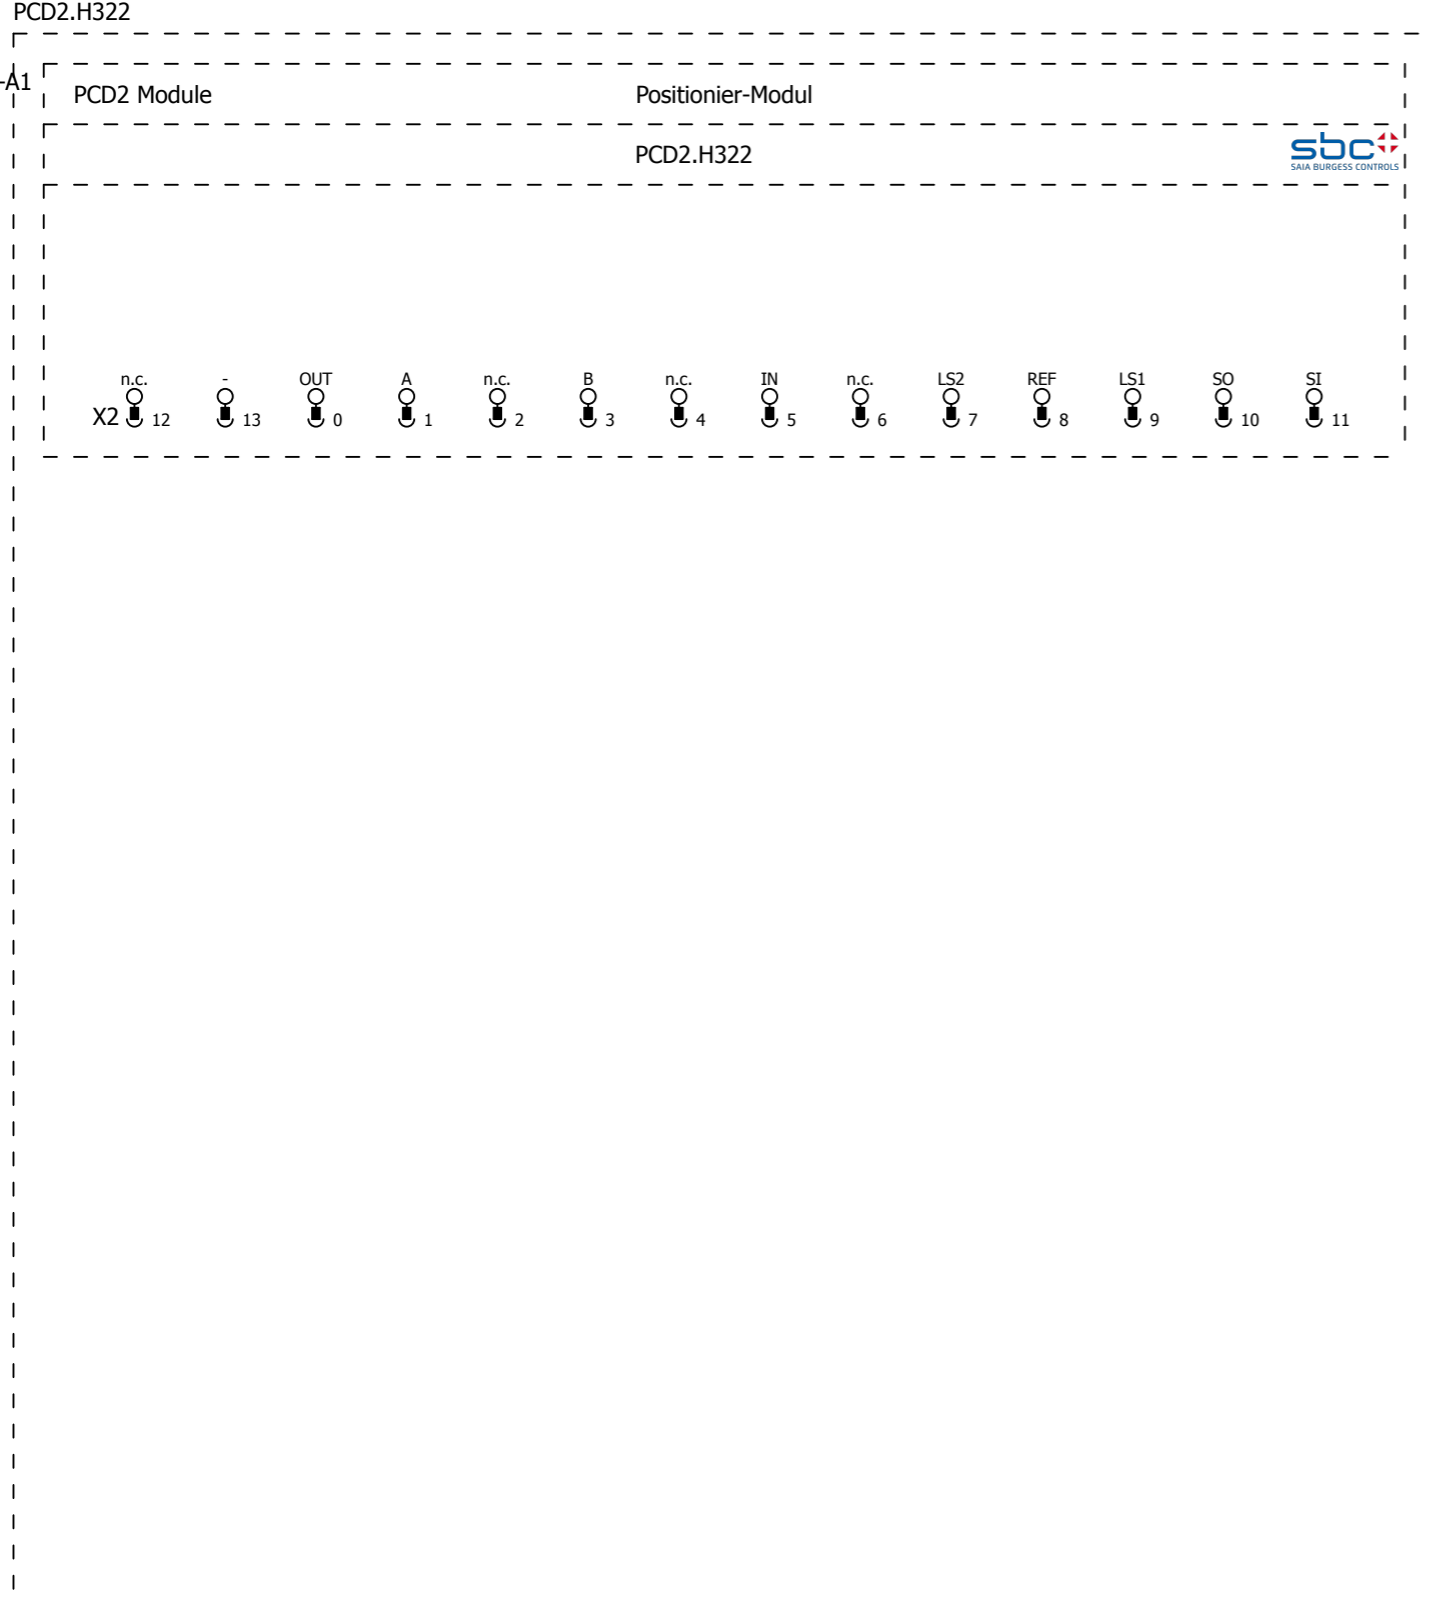 PCD2.H322
-A1
PCD2 Module Positionier-Modul
PCD2.H322
sbc
SAIA BURGESS CONTROLS
n.c. - OUT A n.c. B n.c. IN n.c. LS2 REF LS1 SO SI
X2 12 13 0 1 2 3 4 5 6 7 8 9 10 11